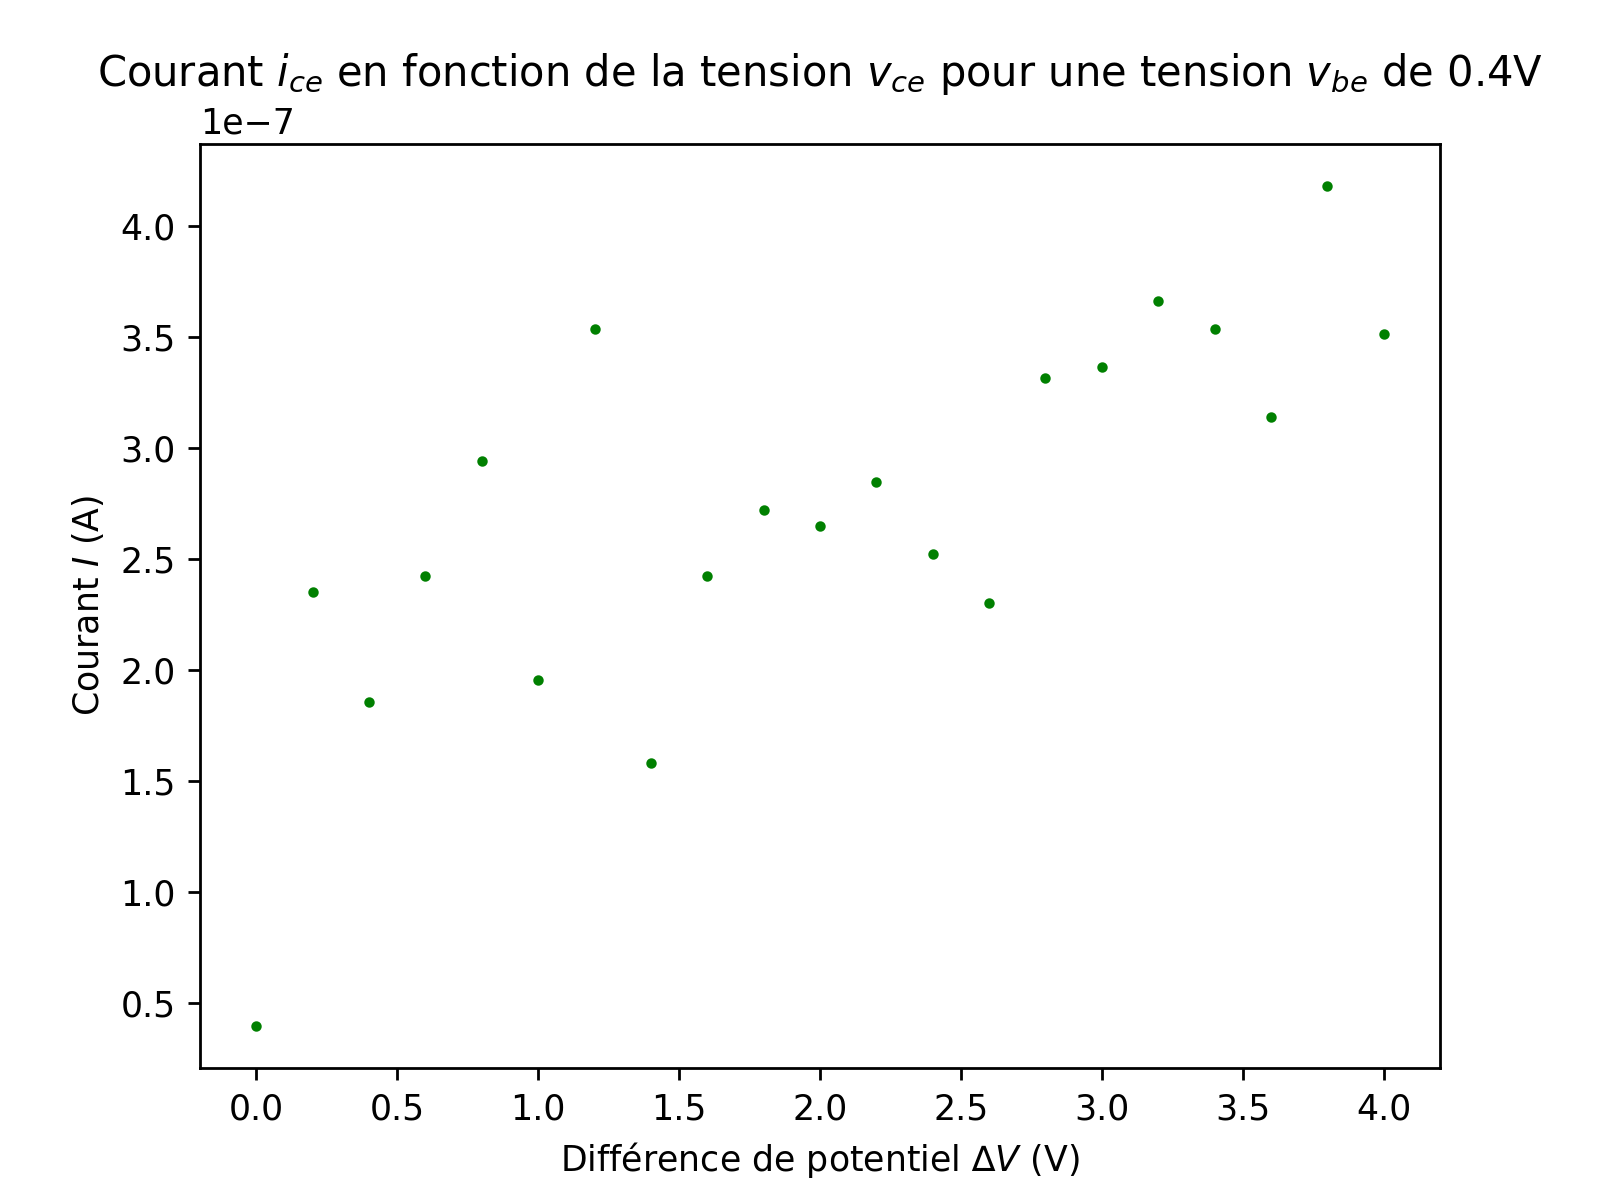 Courant i_ce en fonction de la tension v_ce pour une tension v_be de 0.4V
1e−7
4.0
3.5
3.0
2.5
2.0
1.5
1.0
0.5
Courant I (A)
0.0 0.5 1.0 1.5 2.0 2.5 3.0 3.5 4.0
Différence de potentiel ΔV (V)